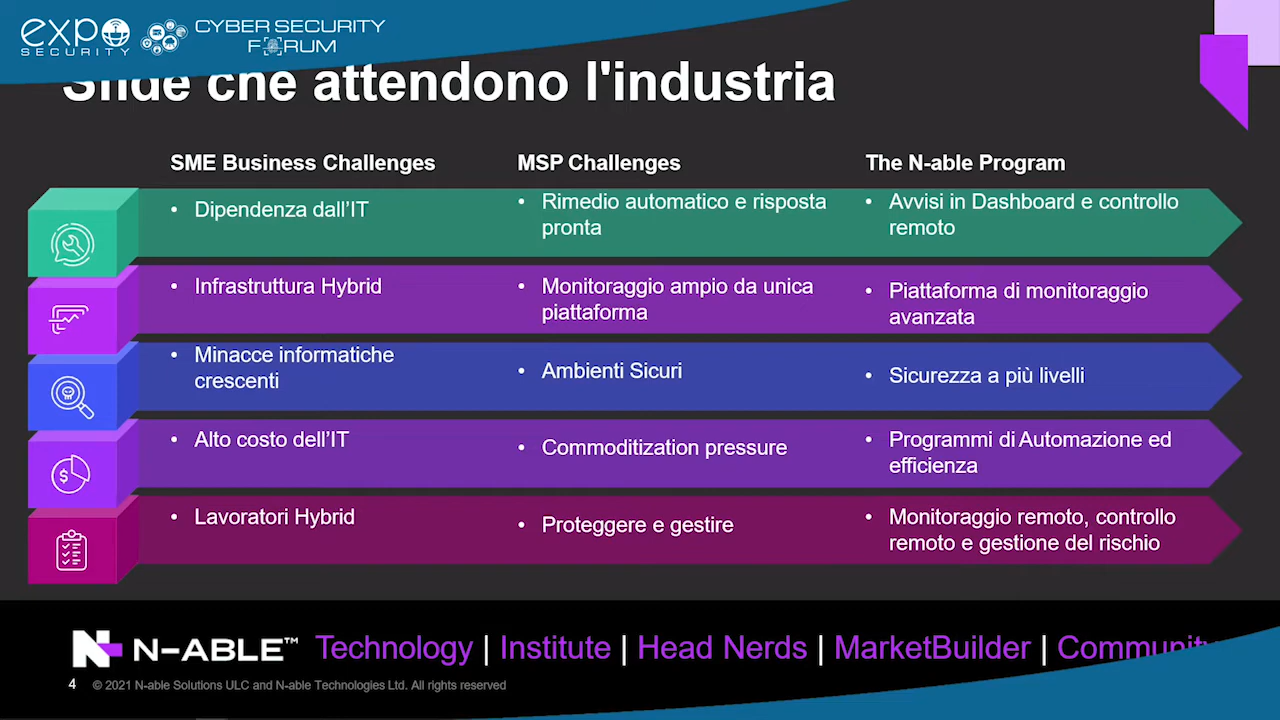 expo
SECURITY
CYBER SECURITY
FORUM
Sfide che attendono l'industria
SME Business Challenges
MSP Challenges
The N-able Program
• Dipendenza dall’IT
• Rimedio automatico e risposta
pronta
• Avvisi in Dashboard e controllo
remoto
• Infrastruttura Hybrid
• Monitoraggio ampio da unica
piattaforma
• Piattaforma di monitoraggio
avanzata
• Minacce informatiche
crescenti
• Ambienti Sicuri
• Sicurezza a più livelli
• Alto costo dell’IT
• Commoditization pressure
• Programmi di Automazione ed
efficienza
• Lavoratori Hybrid
• Proteggere e gestire
• Monitoraggio remoto, controllo
remoto e gestione del rischio
N-ABLE™
Technology | Institute | Head Nerds | MarketBuilder | Community
4
© 2021 N-able Solutions ULC and N-able Technologies Ltd. All rights reserved